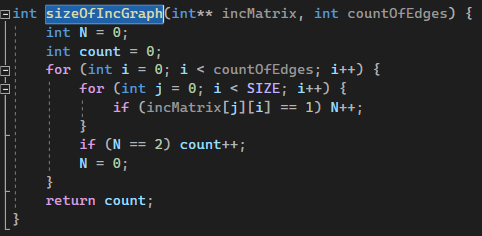 int sizeOfIncGraph(int** incMatrix, int countOfEdges) {
int N = 0;
int count = 0;
for (int i = 0; i < countOfEdges; i++) {
for (int j = 0; i < SIZE; i++) {
if (incMatrix[j][i] == 1) N++;
}
if (N == 2) count++;
N = 0;
}
return count;
}